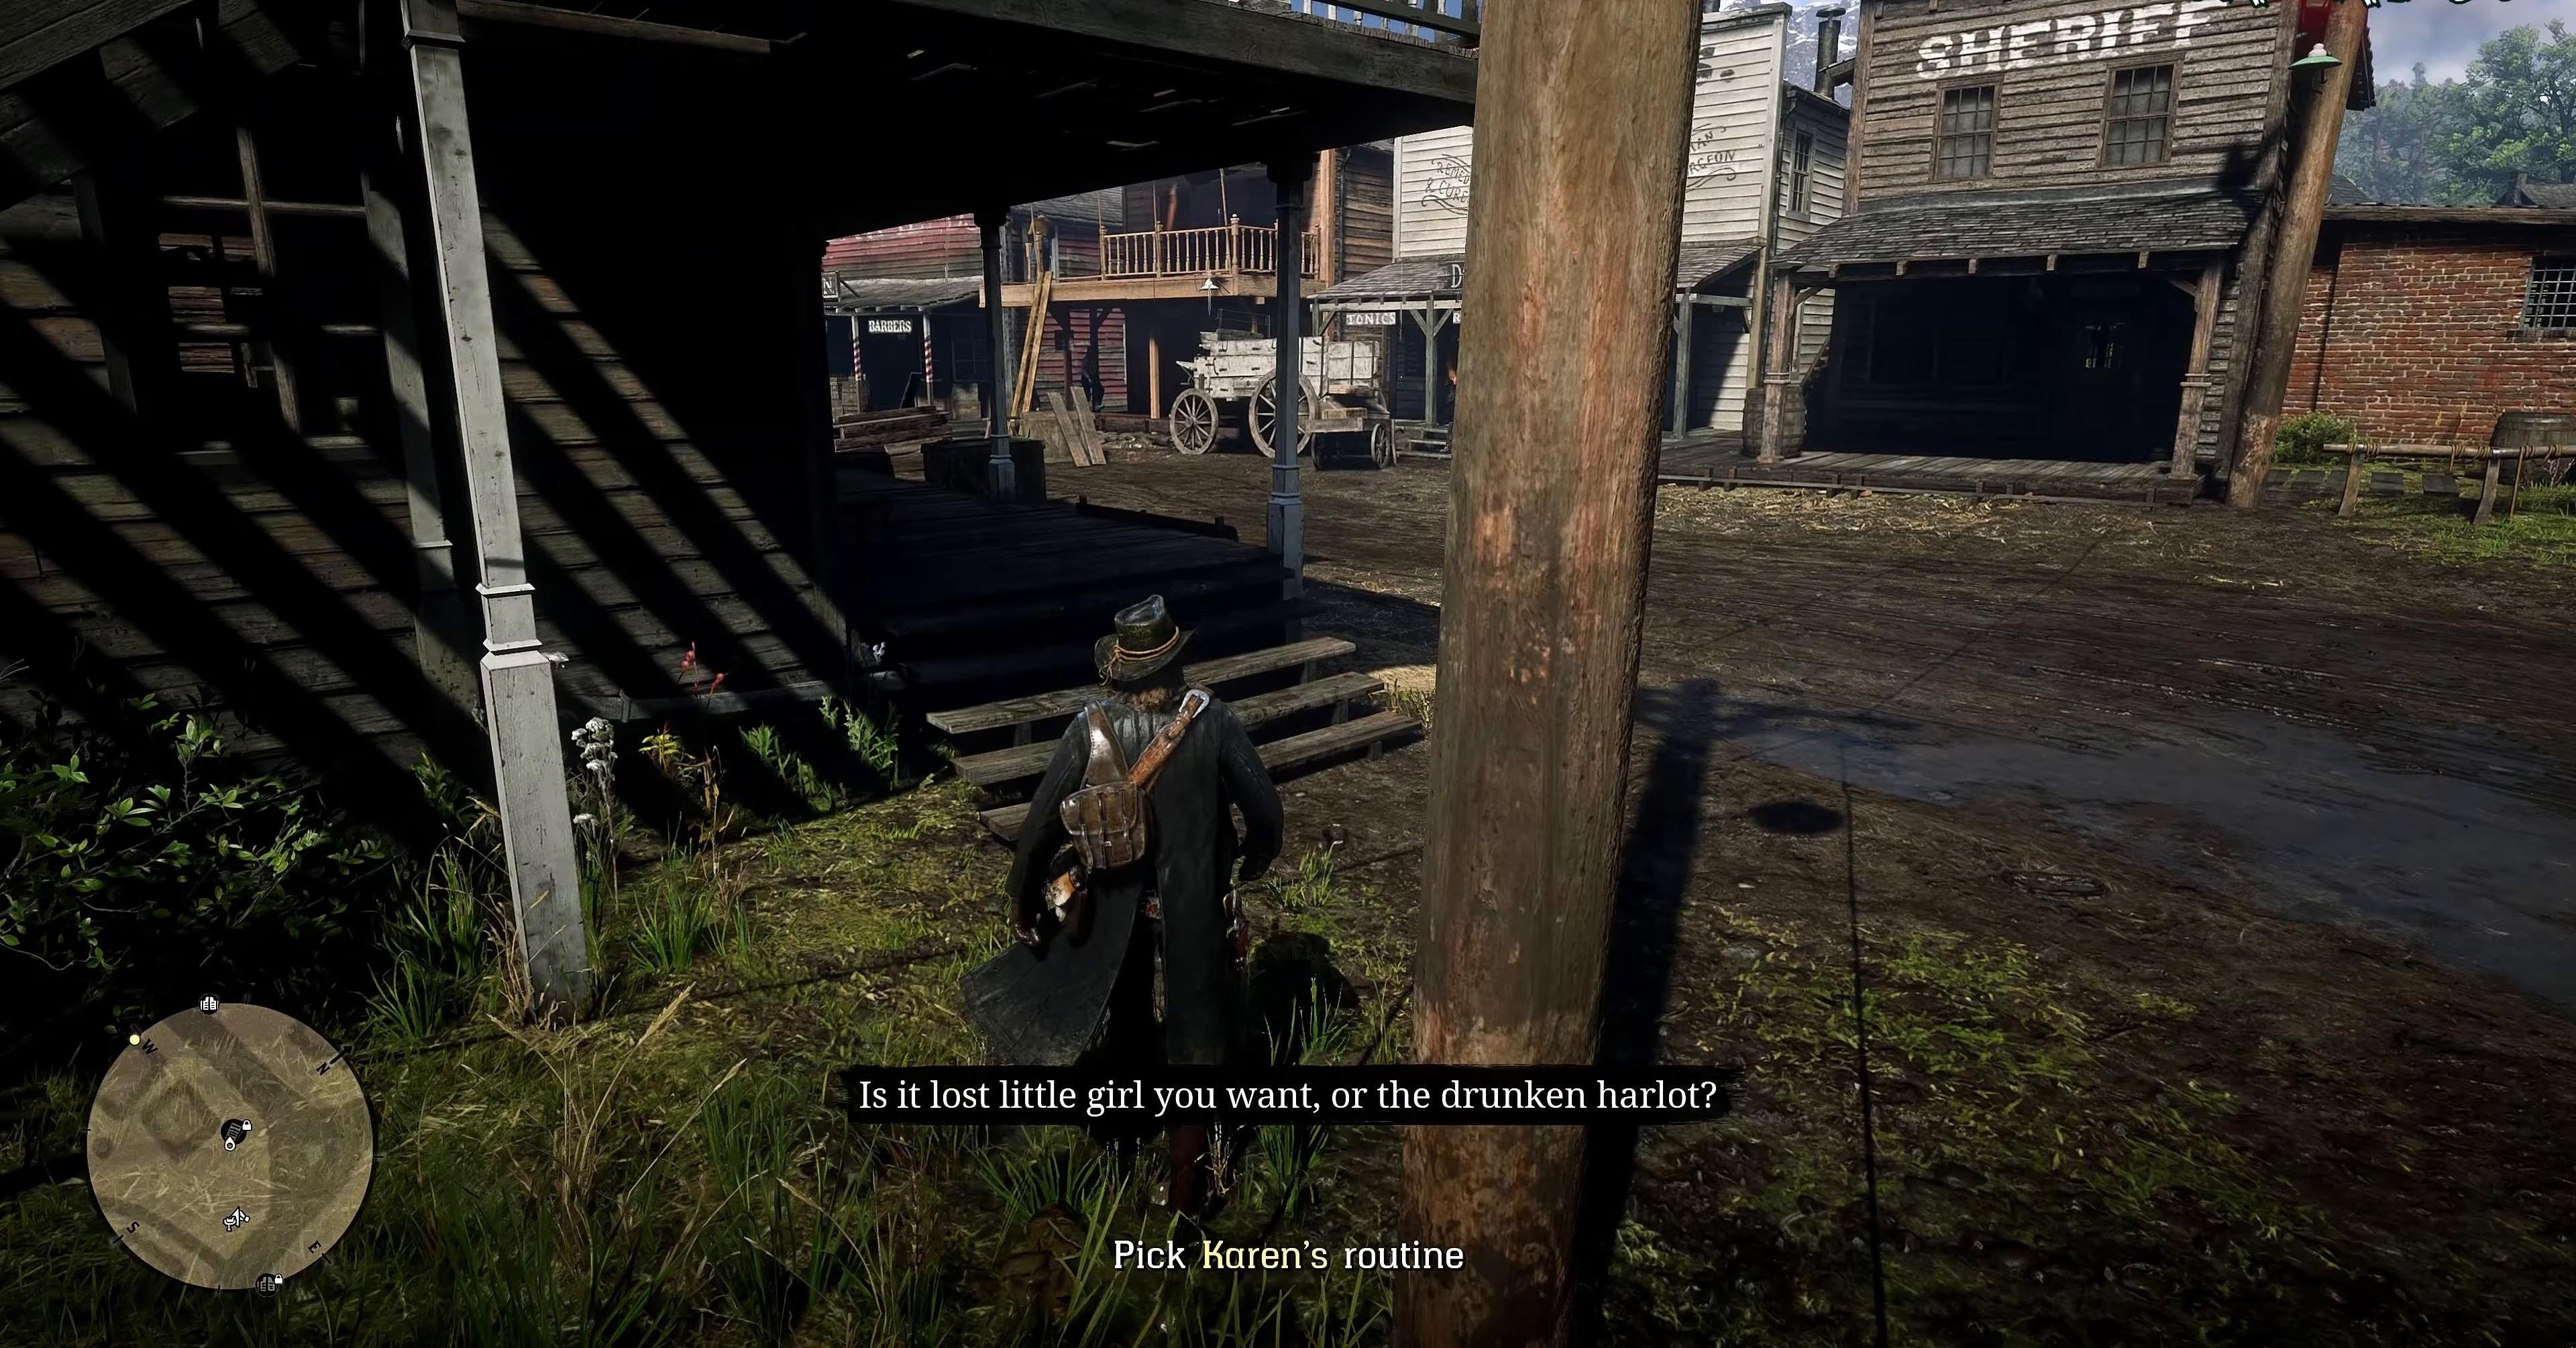 SHERIFF
BARBERS
TONICS
Is it lost little girl you want, or the drunken harlot?
W
N
S
E
Pick Karen's routine